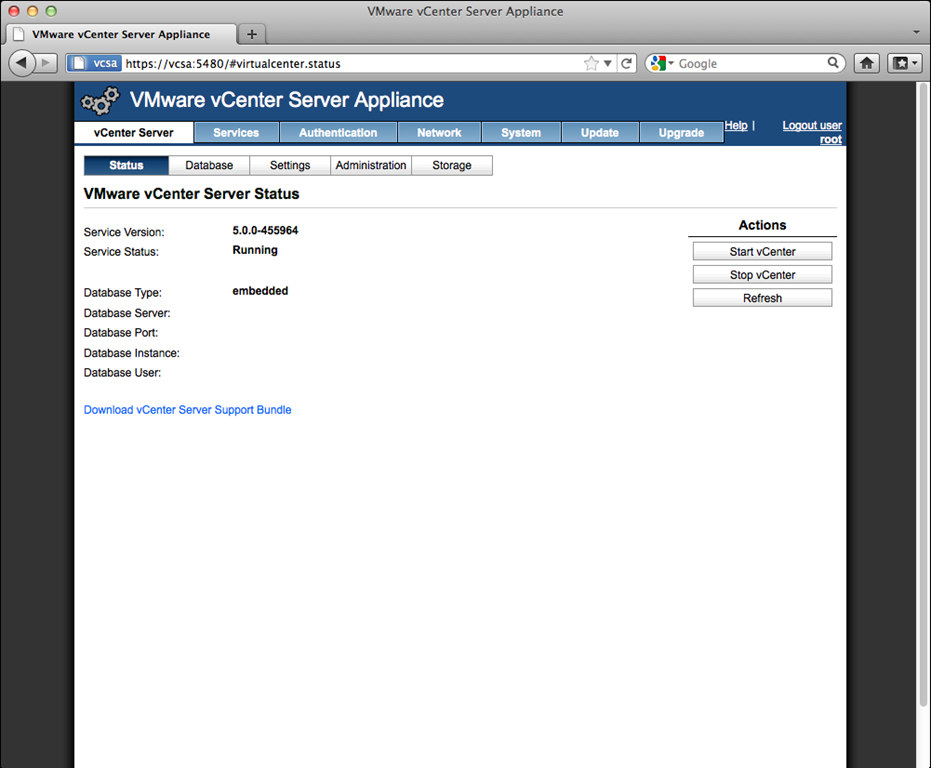 VMware vCenter Server Appliance
VMware vCenter Server Appliance
vcsa https://vcsa:5480/#virtualcenter.status
Google
VMware vCenter Server Appliance
vCenter Server Services Authentication Network System Update Upgrade
Help | Logout user root
Status Database Settings Administration Storage
VMware vCenter Server Status
Service Version: 5.0.0-455964
Service Status: Running
Database Type: embedded
Database Server:
Database Port:
Database Instance:
Database User:
Download vCenter Server Support Bundle
Actions
Start vCenter
Stop vCenter
Refresh